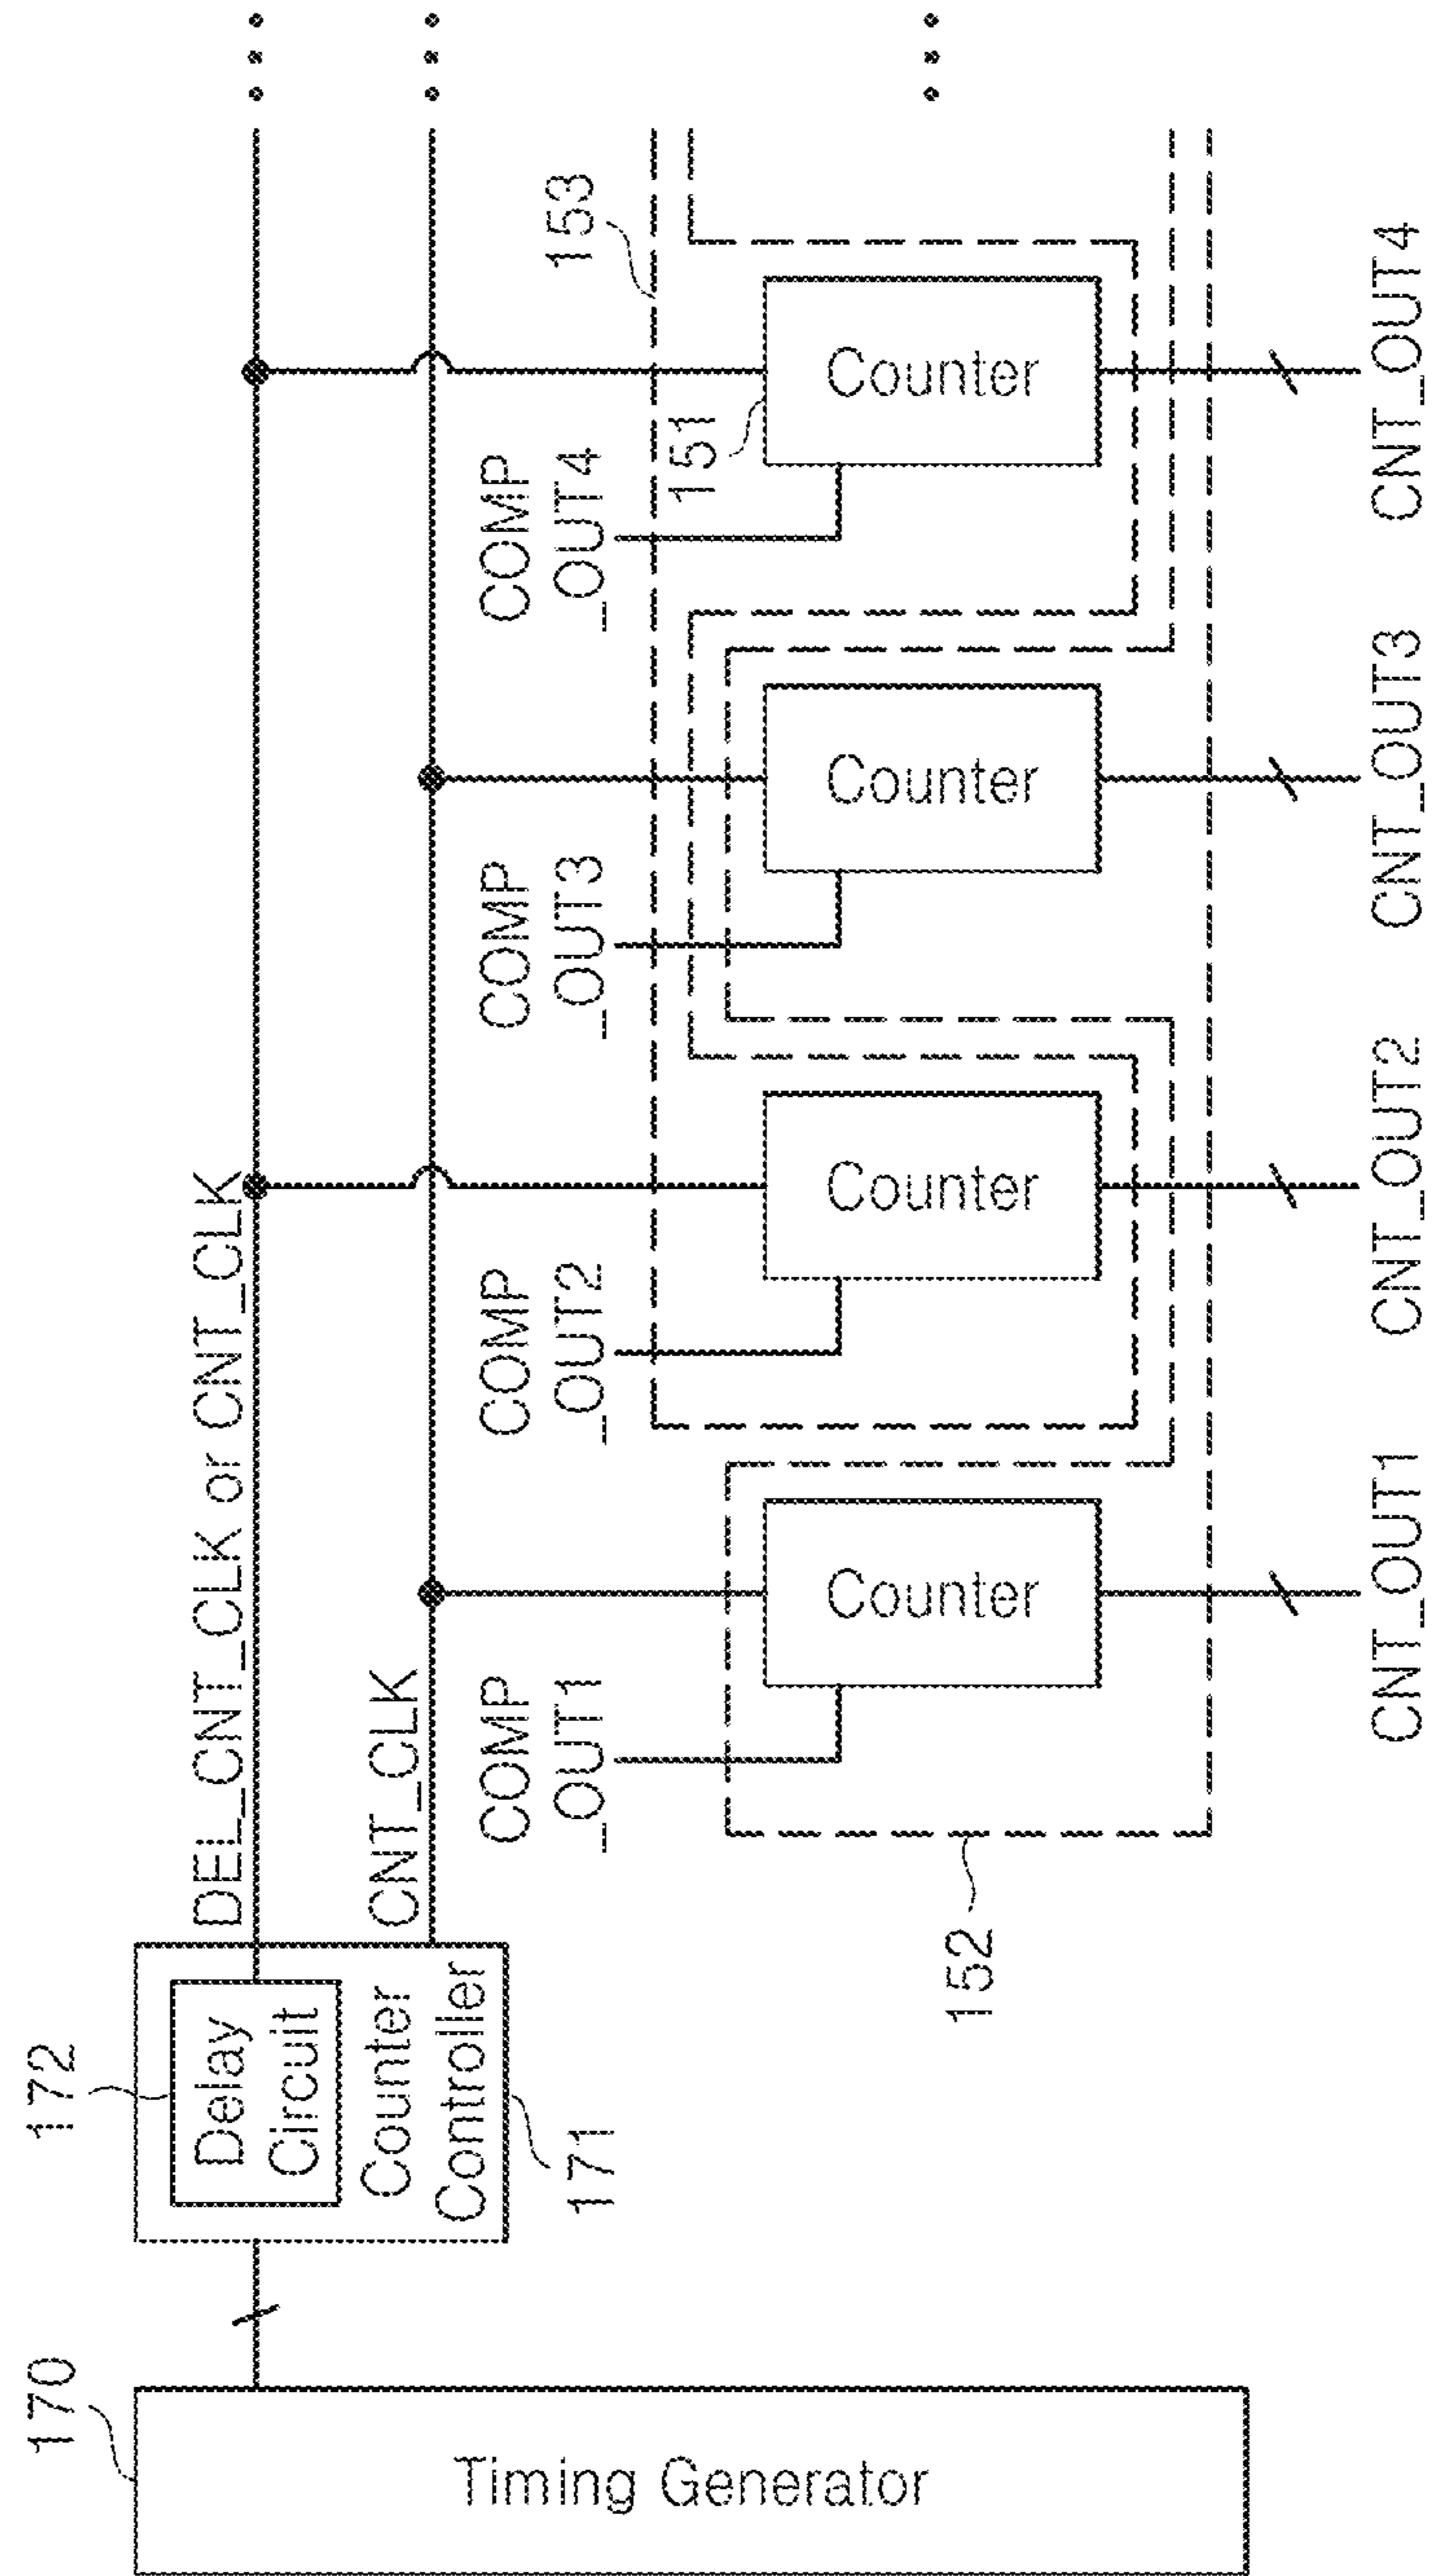 170
Timing Generator
172
Delay
Circuit
Counter
Controller
171
DEL_CNT_CLK or CNT_CLK
CNT_CLK
COMP
_OUT1
Counter
CNT_OUT1
152
COMP
_OUT2
Counter
CNT_OUT2
COMP
_OUT3
Counter
CNT_OUT3
COMP
_OUT4
151
Counter
CNT_OUT4
153